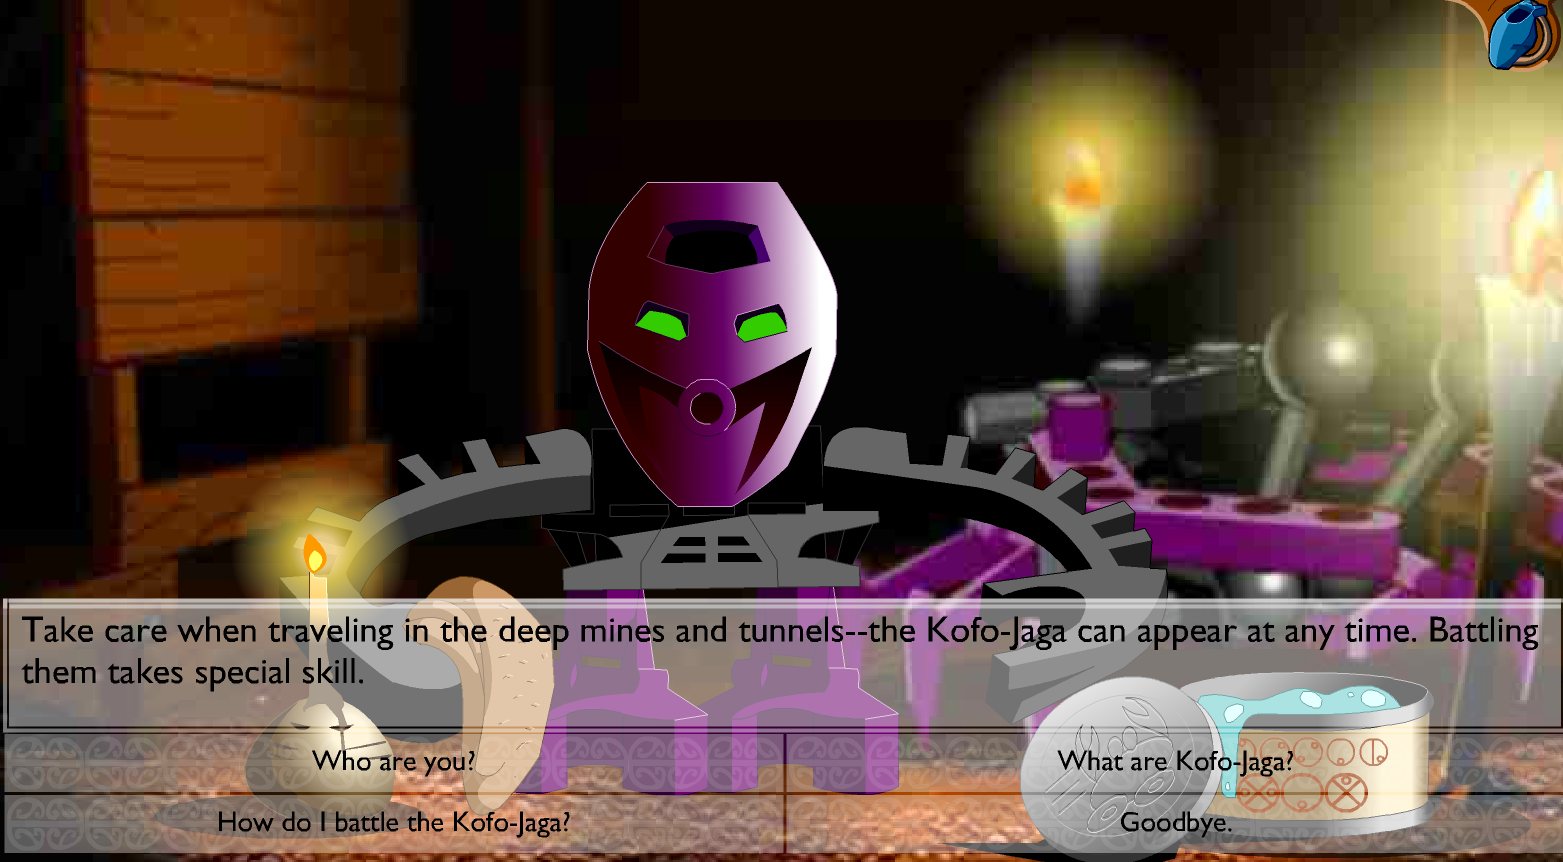 Take care when traveling in the deep mines and tunnels--the Kofo-Jaga can appear at any time. Battling
them takes special skill.
Who are you?
What are Kofo-Jaga?
How do I battle the Kofo-Jaga?
Goodbye.